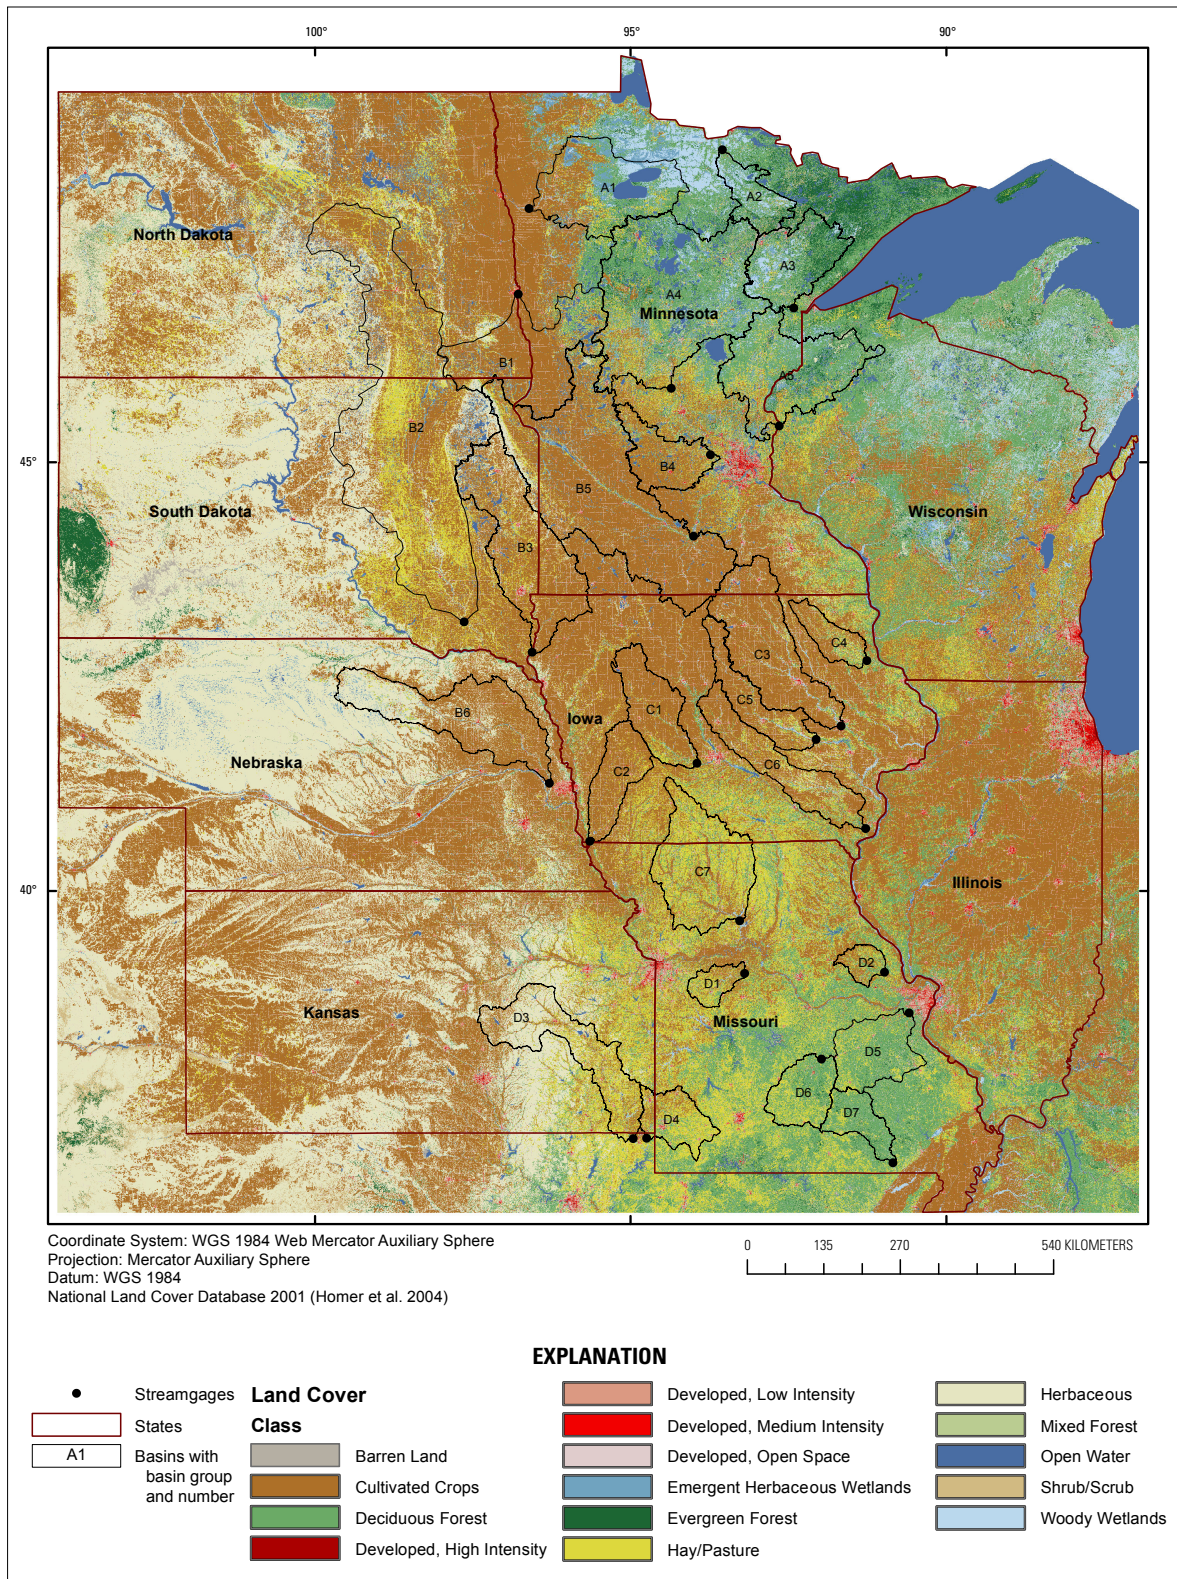 100°
95°
90°
A1
A2
North Dakota
A3
A4
Minnesota
B1
A5
B2
45°
B4
B5
South Dakota
Wisconsin
B3
C4
C3
B6
C1
C5
Iowa
C6
Nebraska
C2
40°
C7
Illinois
D2
D1
Kansas
D3
Missouri
D5
D6
D7
D4
Coordinate System: WGS 1984 Web Mercator Auxiliary Sphere
Projection: Mercator Auxiliary Sphere
Datum: WGS 1984
National Land Cover Database 2001 (Homer et al. 2004)
0 135 270 540 KILOMETERS
EXPLANATION
Streamgages
States
A1
Basins with
basin group
and number
Land Cover
Class
Barren Land
Cultivated Crops
Deciduous Forest
Developed, High Intensity
Developed, Low Intensity
Developed, Medium Intensity
Developed, Open Space
Emergent Herbaceous Wetlands
Evergreen Forest
Hay/Pasture
Herbaceous
Mixed Forest
Open Water
Shrub/Scrub
Woody Wetlands